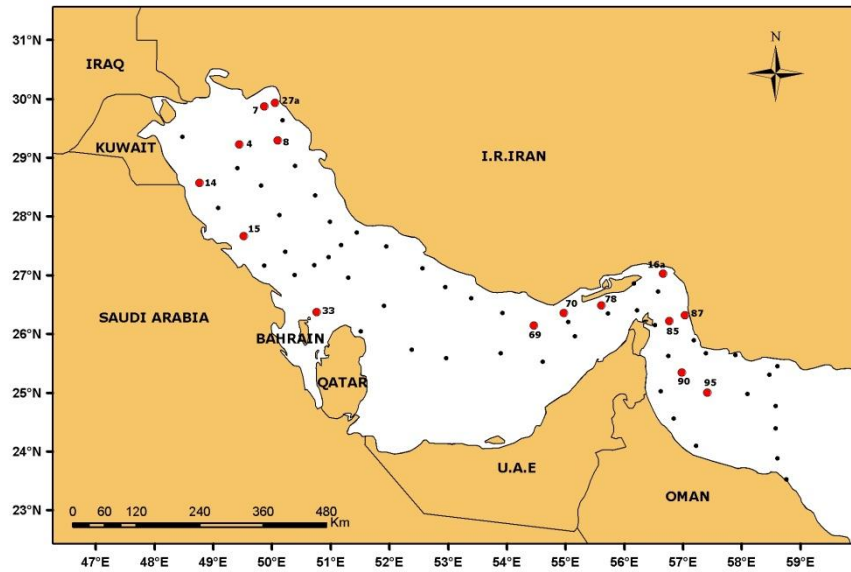 31°N
N
IRAQ
30°N
7
27a
KUWAIT
4
8
29°N
I.R.IRAN
14
28°N
15
27°N
16a
SAUDI ARABIA
33
70
78
87
26°N
BAHRAIN
69
85
QATAR
90
95
25°N
24°N
U.A.E
OMAN
23°N
0 60 120 240 360 480
Km
47°E 48°E 49°E 50°E 51°E 52°E 53°E 54°E 55°E 56°E 57°E 58°E 59°E